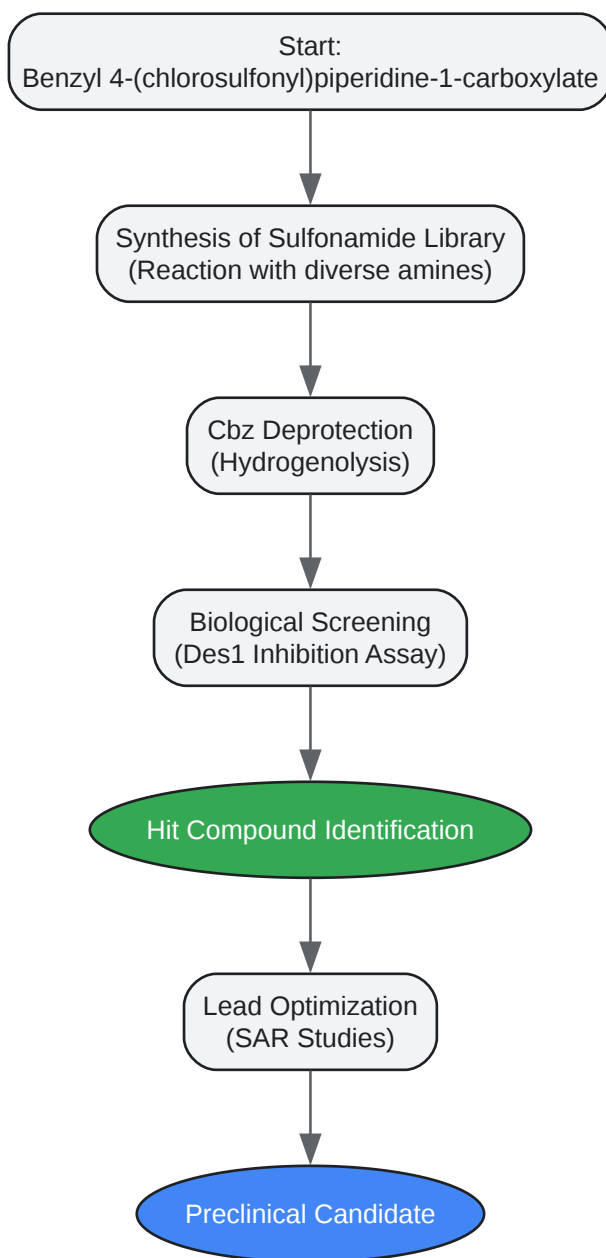 Start:
Benzyl 4-(chlorosulfonyl)piperidine-1-carboxylate
Synthesis of Sulfonamide Library
(Reaction with diverse amines)
Cbz Deprotection
(Hydrogenolysis)
Biological Screening
(Des1 Inhibition Assay)
Hit Compound Identification
Lead Optimization
(SAR Studies)
Preclinical Candidate